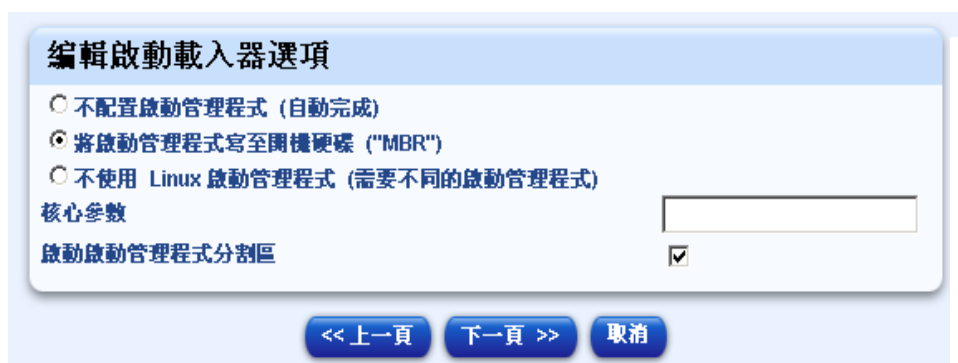 編輯啟動載入器選項
不配置啟動管理程式 (自動完成)
將啟動管理程式寫至開機硬碟 ("MBR")
不使用 Linux 啟動管理程式 (需要不同的啟動管理程式)
核心參數
啟動啟動管理程式分割區
<< 上一頁 下一頁 >> 取消